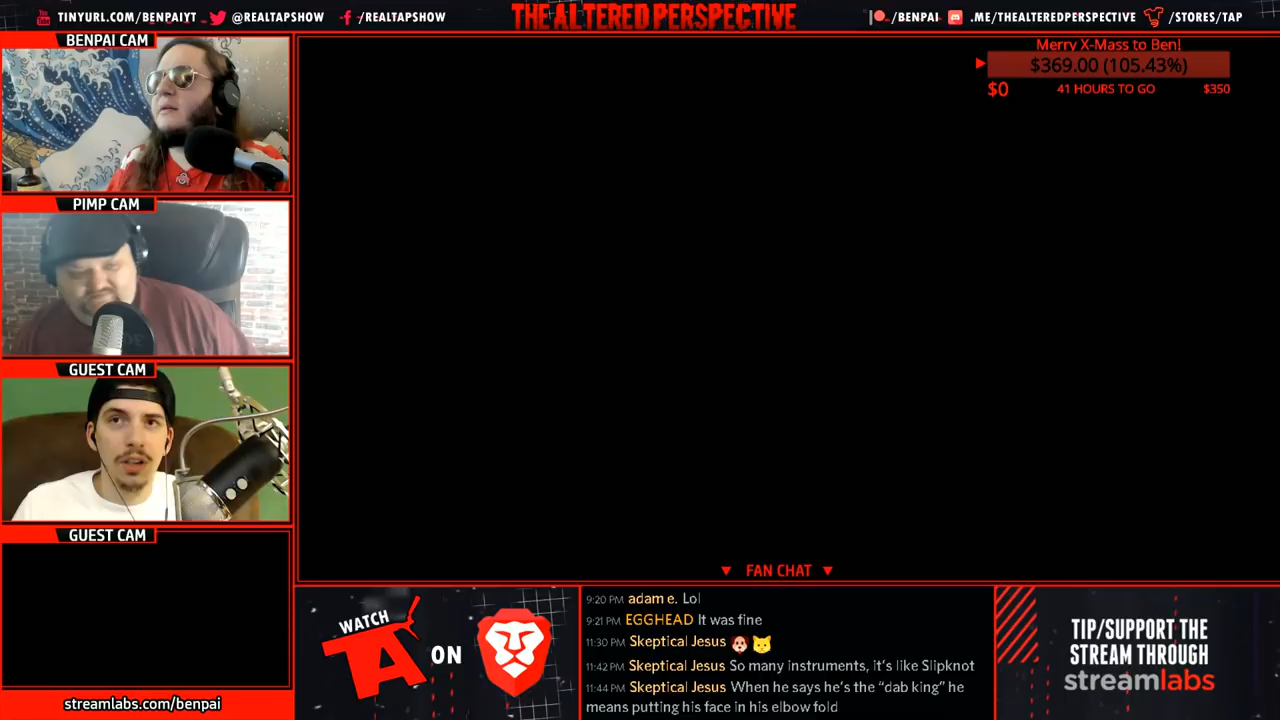 TINYURL.COM/BENPAIYT @REALTAPSHOW /REALTAPSHOW THE ALTERED PERSPECTIVE /BENPAI .ME/THEALTEREDPERSPECTIVE /STORES/TAP
BENPAI CAM
Merry X-Mass to Ben!
$369.00 (105.43%)
$0 41 HOURS TO GO $350
PIMP CAM
GUEST CAM
GUEST CAM
▼ FAN CHAT ▼
WATCH
TA ON
9:20 PM adam e. Lol
9:21 PM EGGHEAD It was fine
11:30 PM Skeptical Jesus
11:42 PM Skeptical Jesus So many instruments, it's like Slipknot
11:44 PM Skeptical Jesus When he says he's the “dab king” he
means putting his face in his elbow fold
TIP/SUPPORT THE
STREAM THROUGH
streamlabs
streamlabs.com/benpai